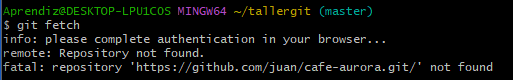 Aprendiz@DESKTOP-LPU1COS MINGW64 ~/tallergit (master)
$ git fetch
info: please complete authentication in your browser...
remote: Repository not found.
fatal: repository 'https://github.com/juan/cafe-aurora.git/' not found